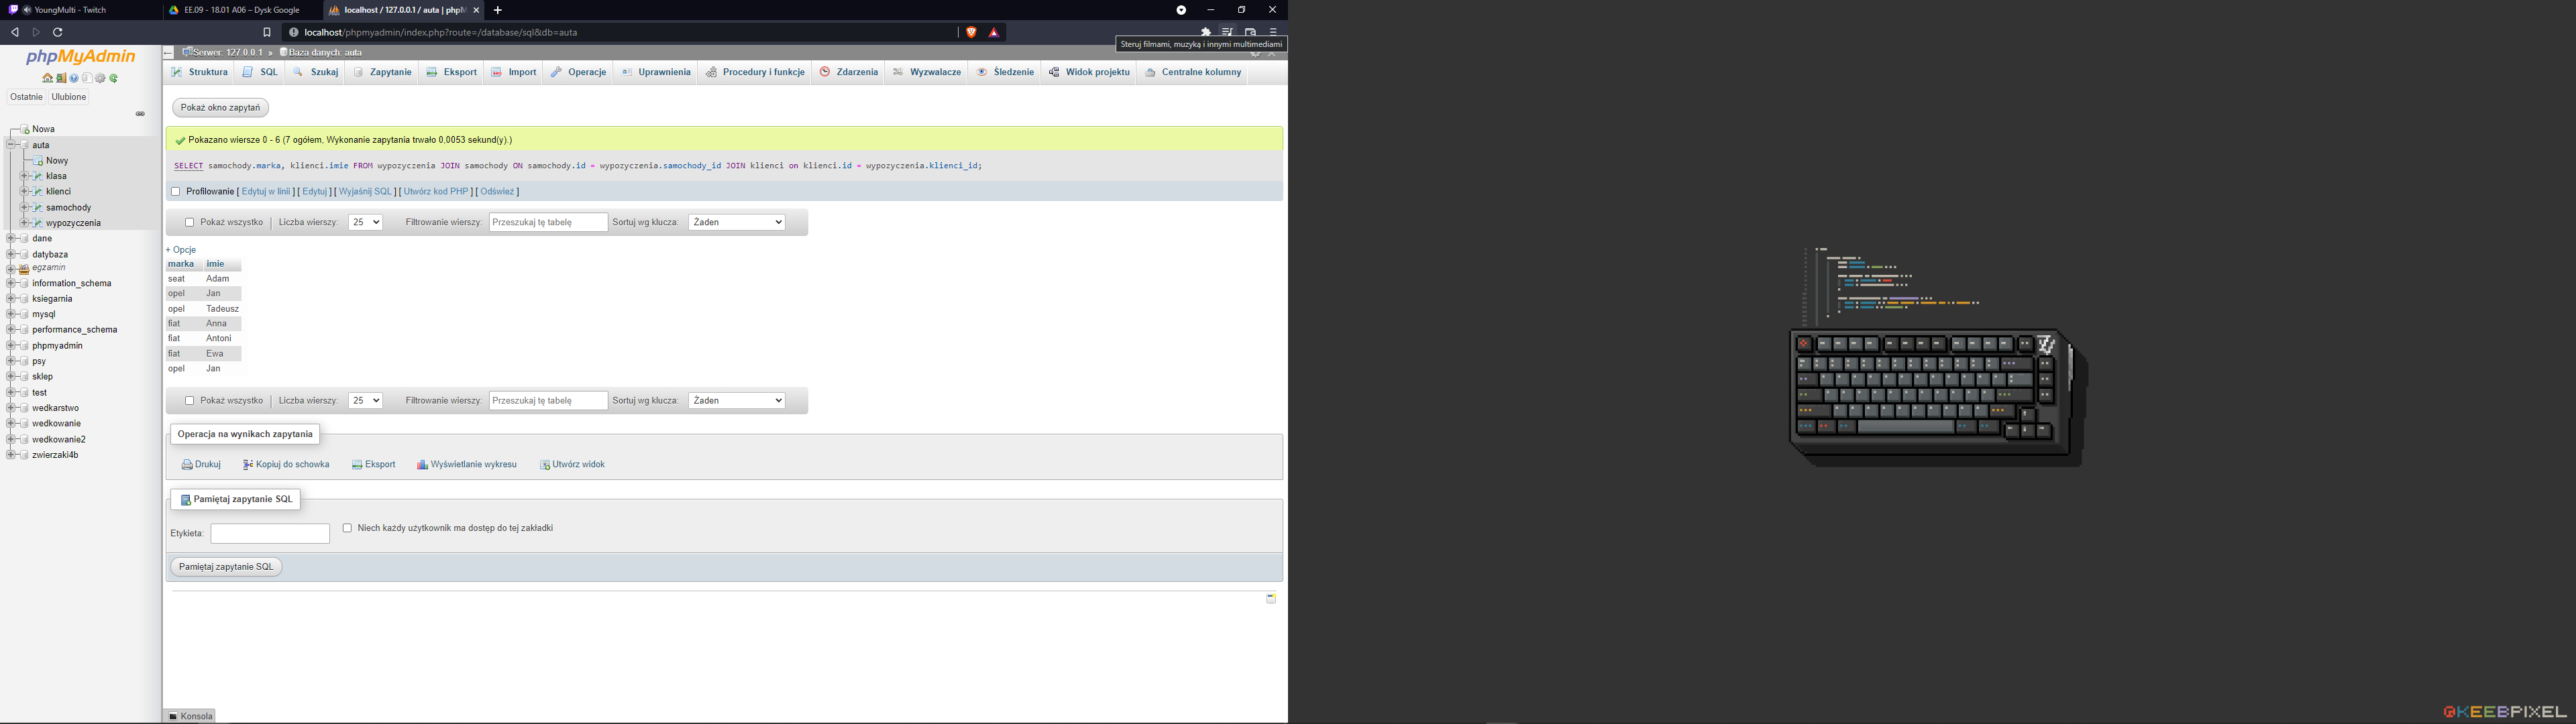 YoungMulti - Twitch
EE.09 - 18.01 A06 – Dysk Google
localhost / 127.0.0.1 / auta | phpM
localhost/phpmyadmin/index.php?route=/database/sql&db=auta
Steruj filmami, muzyką i innymi multimediami
phpMyAdmin
Ostatnie Ulubione
Nowa
auta
Nowy
klasa
klienci
samochody
wypozyczenia
dane
datybaza
egzamin
information_schema
ksiegarnia
mysql
performance_schema
phpmyadmin
psy
sklep
test
wedkarstwo
wedkowanie
wedkowanie2
zwierzaki4b
Serwer: 127.0.0.1 » Baza danych: auta
Struktura SQL Szukaj Zapytanie Eksport Import Operacje Uprawnienia Procedury i funkcje Zdarzenia Wyzwalacze Śledzenie Widok projektu Centralne kolumny
Pokaż okno zapytań
Pokazano wiersze 0 - 6 (7 ogółem, Wykonanie zapytania trwało 0,0053 sekund(y).)
SELECT samochody.marka, klienci.imie FROM wypozyczenia JOIN samochody ON samochody.id = wypozyczenia.samochody_id JOIN klienci on klienci.id = wypozyczenia.klienci_id;
Profilowanie [ Edytuj w linii ] [ Edytuj ] [ Wyjaśnij SQL ] [ Utwórz kod PHP ] [ Odśwież ]
Pokaż wszystko | Liczba wierszy: 25 Filtrowanie wierszy: Przeszukaj tę tabelę Sortuj wg klucza: Żaden
+ Opcje
marka imie
seat Adam
opel Jan
opel Tadeusz
fiat Anna
fiat Antoni
fiat Ewa
opel Jan
Pokaż wszystko | Liczba wierszy: 25 Filtrowanie wierszy: Przeszukaj tę tabelę Sortuj wg klucza: Żaden
Operacja na wynikach zapytania
Drukuj Kopiuj do schowka Eksport Wyświetlanie wykresu Utwórz widok
Pamiętaj zapytanie SQL
Etykieta: Niech każdy użytkownik ma dostęp do tej zakładki
Pamiętaj zapytanie SQL
Konsola
KEEBPIXEL